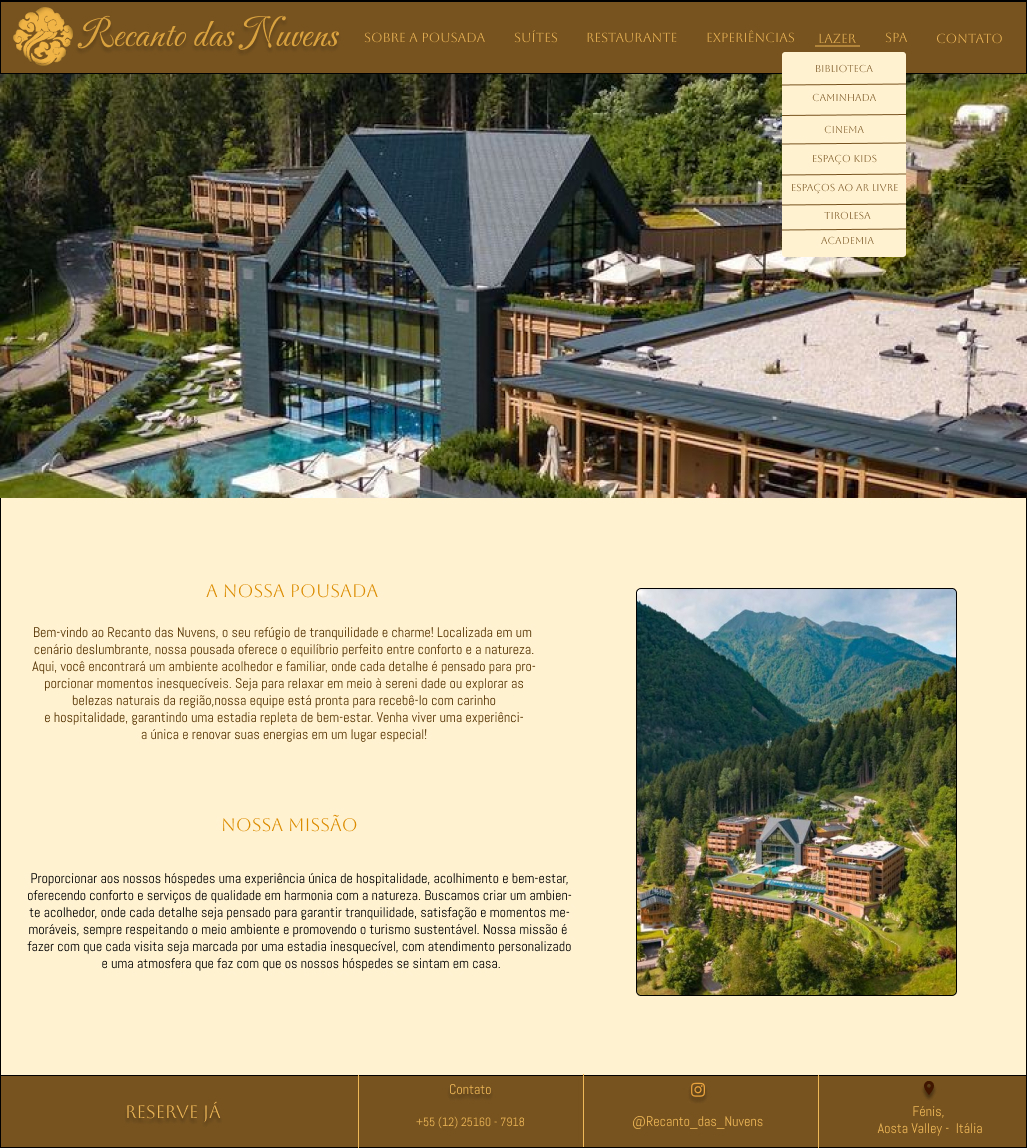 Recanto das Nuvens
SOBRE A POUSADA
SUÍTES
RESTAURANTE
EXPERIÊNCIAS
LAZER
SPA
CONTATO
BIBLIOTECA
CAMINHADA
CINEMA
ESPAÇO KIDS
ESPAÇOS AO AR LIVRE
TIROLESA
ACADEMIA
A NOSSA POUSADA
Bem-vindo ao Recanto das Nuvens, o seu refúgio de tranquilidade e charme! Localizada em um
cenário deslumbrante, nossa pousada oferece o equilíbrio perfeito entre conforto e a natureza.
Aqui, você encontrará um ambiente acolhedor e familiar, onde cada detalhe é pensado para pro-
porcionar momentos inesquecíveis. Seja para relaxar em meio à sereni dade ou explorar as
belezas naturais da região,nossa equipe está pronta para recebê-lo com carinho
e hospitalidade, garantindo uma estadia repleta de bem-estar. Venha viver uma experiênci-
a única e renovar suas energias em um lugar especial!
NOSSA MISSÃO
Proporcionar aos nossos hóspedes uma experiência única de hospitalidade, acolhimento e bem-estar,
oferecendo conforto e serviços de qualidade em harmonia com a natureza. Buscamos criar um ambien-
te acolhedor, onde cada detalhe seja pensado para garantir tranquilidade, satisfação e momentos me-
moráveis, sempre respeitando o meio ambiente e promovendo o turismo sustentável. Nossa missão é
fazer com que cada visita seja marcada por uma estadia inesquecível, com atendimento personalizado
e uma atmosfera que faz com que os nossos hóspedes se sintam em casa.
RESERVE JÁ
Contato
+55 (12) 25160 - 7918
@Recanto_das_Nuvens
Fénis,
Aosta Valley - Itália